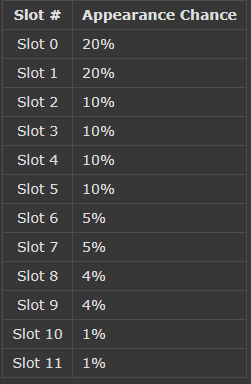 Slot # Appearance Chance
Slot 0 20%
Slot 1 20%
Slot 2 10%
Slot 3 10%
Slot 4 10%
Slot 5 10%
Slot 6 5%
Slot 7 5%
Slot 8 4%
Slot 9 4%
Slot 10 1%
Slot 11 1%